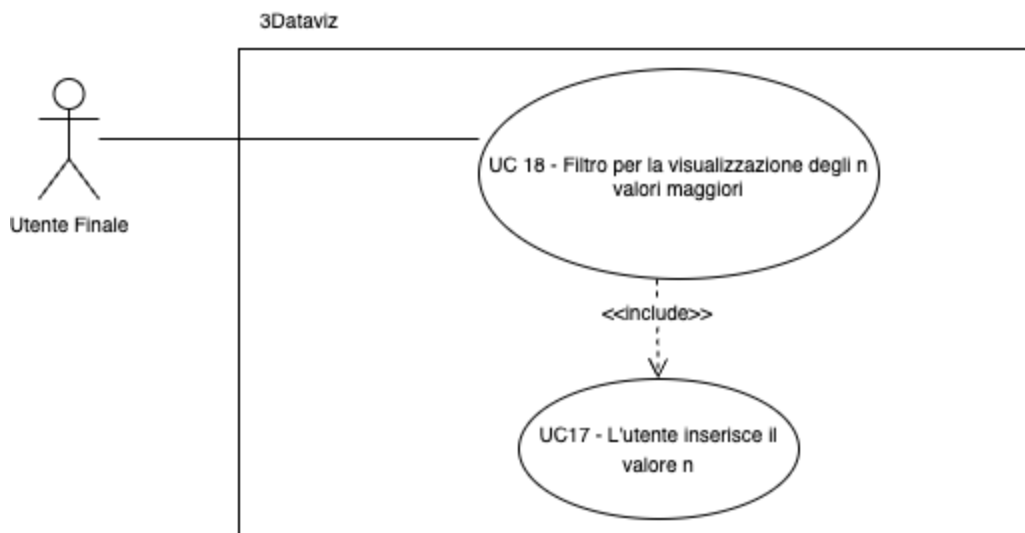 3Dataviz
Utente Finale
UC 18 - Filtro per la visualizzazione degli n
valori maggiori
<<include>>
UC17 - L'utente inserisce il
valore n